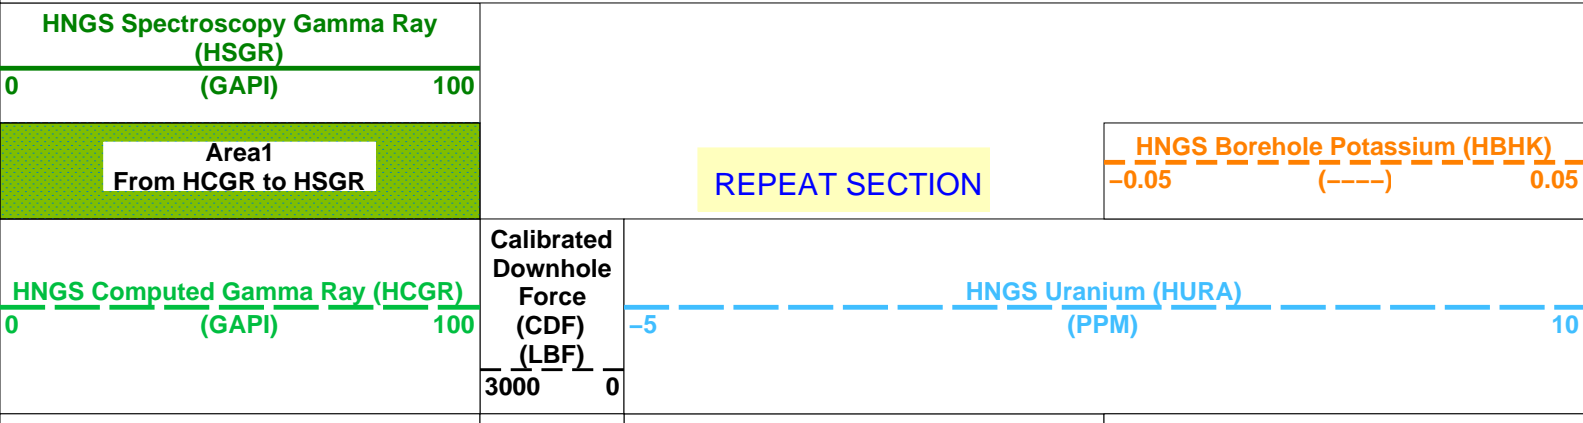 HNGS Spectroscopy Gamma Ray
(HSGR)
0 (GAPI) 100
Area1
From HCGR to HSGR
REPEAT SECTION
HNGS Borehole Potassium (HBHK)
−0.05 (−−−−) 0.05
HNGS Computed Gamma Ray (HCGR)
0 (GAPI) 100
Calibrated
Downhole
Force
(CDF)
(LBF)
3000 0
HNGS Uranium (HURA)
−5 (PPM) 10